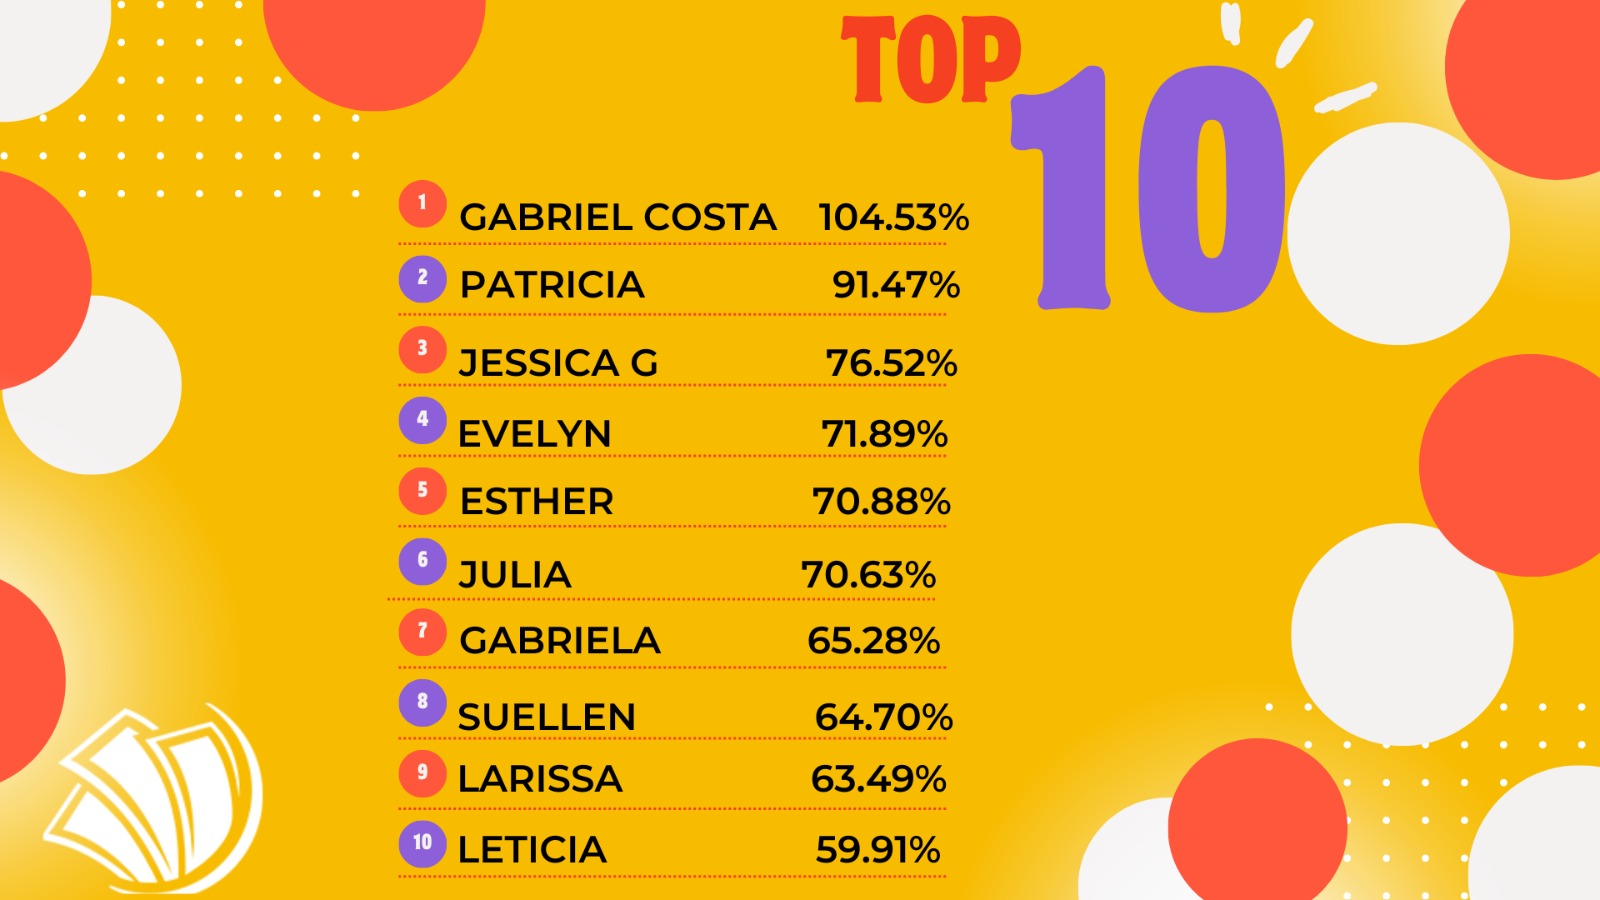 TOP
10
1 GABRIEL COSTA 104.53%
2 PATRICIA 91.47%
3 JESSICA G 76.52%
4 EVELYN 71.89%
5 ESTHER 70.88%
6 JULIA 70.63%
7 GABRIELA 65.28%
8 SUELLEN 64.70%
9 LARISSA 63.49%
10 LETICIA 59.91%